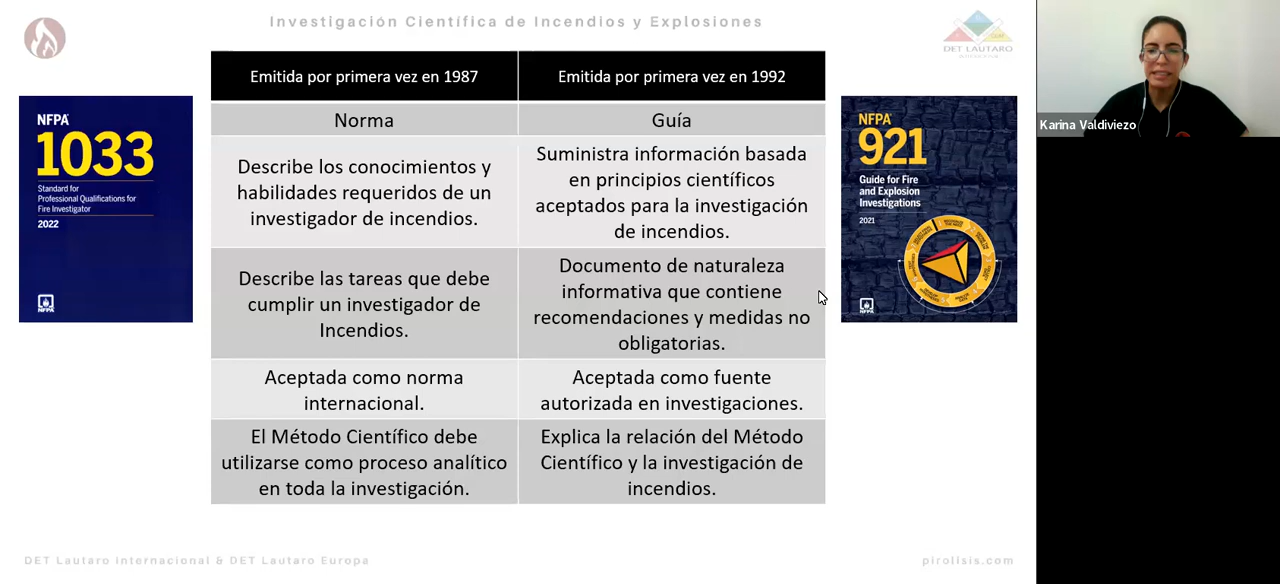 Investigación Científica de Incendios y Explosiones
DET LAUTARO
Karina Valdiviezo
Emitida por primera vez en 1987
Emitida por primera vez en 1992
NFPA
1033
Standard for
Professional Qualifications for
Fire Investigator
2022
NFPA
Norma
Guía
Describe los conocimientos y
habilidades requeridos de un
investigador de incendios.
Suministra información basada
en principios científicos
aceptados para la investigación
de incendios.
Describe las tareas que debe
cumplir un investigador de
Incendios.
Documento de naturaleza
informativa que contiene
recomendaciones y medidas no
obligatorias.
Aceptada como norma
internacional.
Aceptada como fuente
autorizada en investigaciones.
El Método Científico debe
utilizarse como proceso analítico
en toda la investigación.
Explica la relación del Método
Científico y la investigación de
incendios.
NFPA
921
Guide for Fire
and Explosion
Investigations
2021
NFPA
DET Lautaro Internacional & DET Lautaro Europa
pirolisis.com